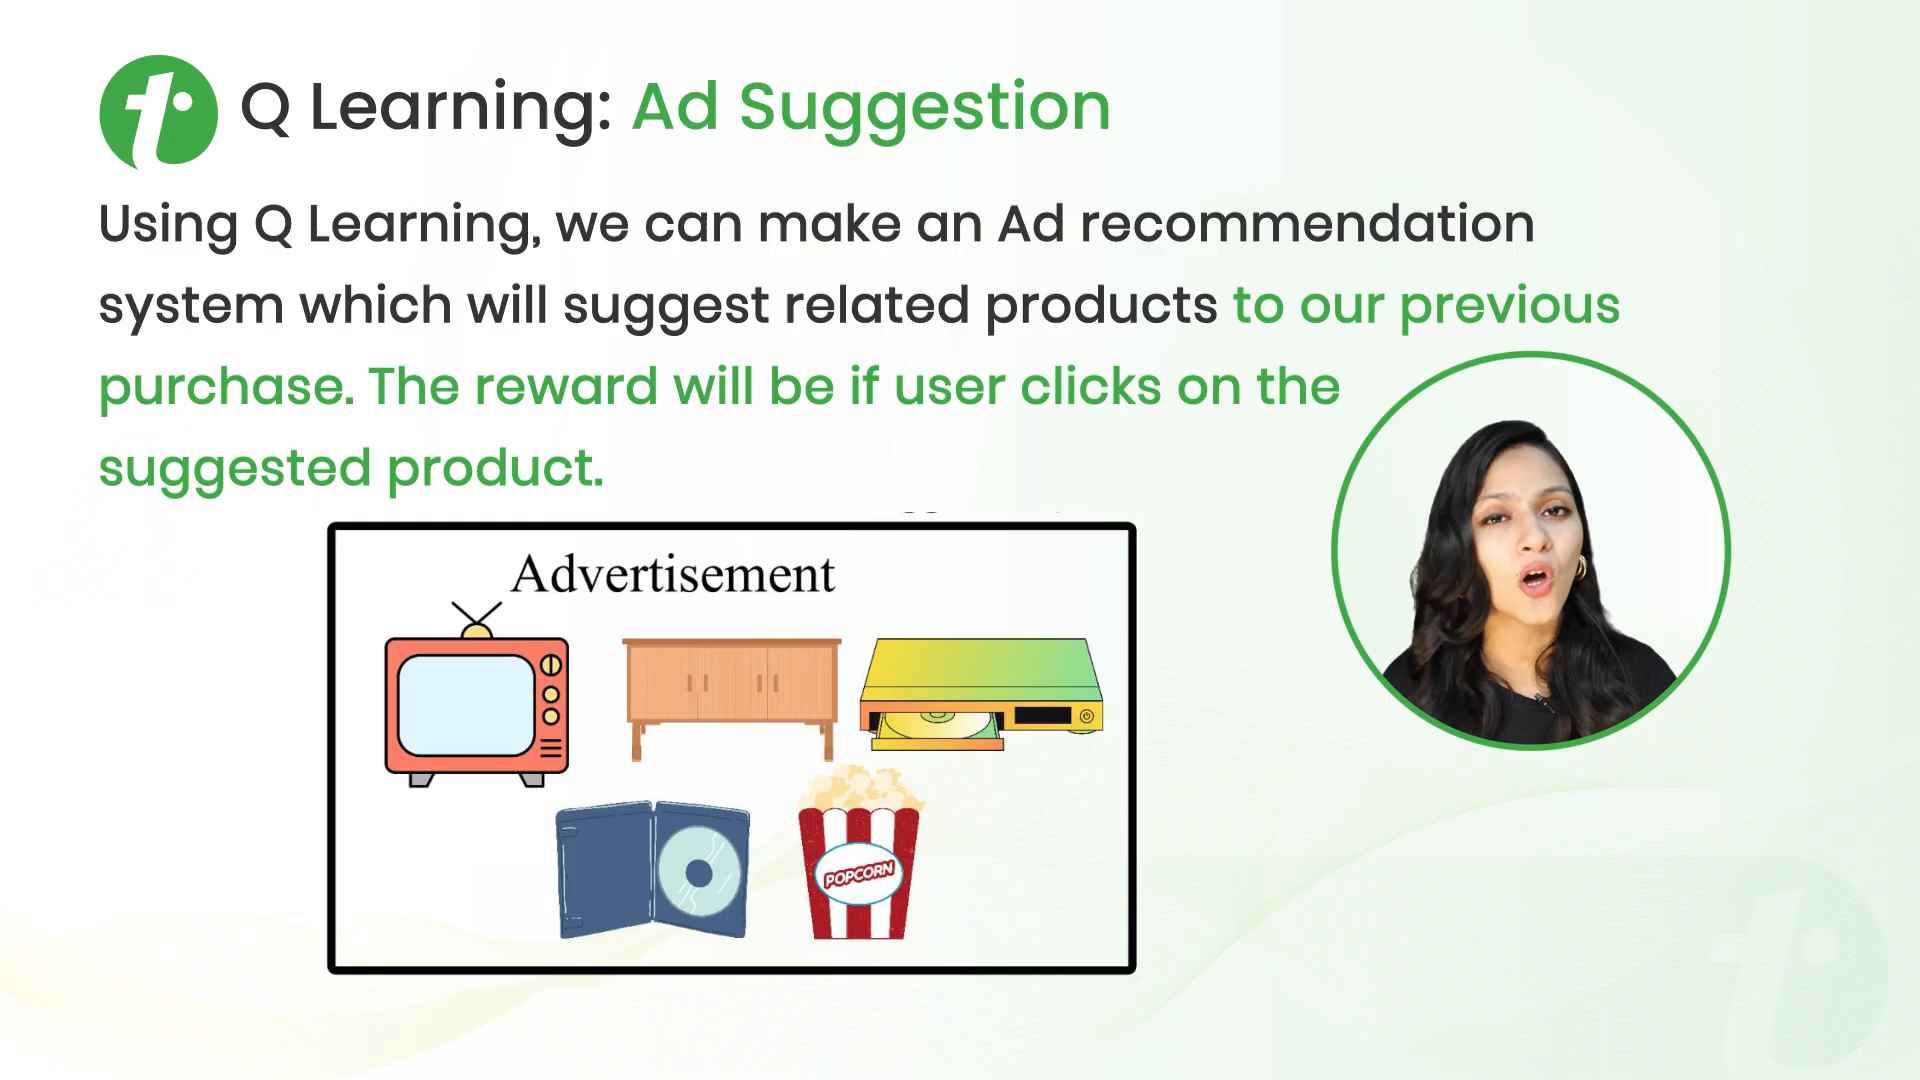 Q Learning: Ad Suggestion
Using Q Learning, we can make an Ad recommendation
system which will suggest related products to our previous
purchase. The reward will be if user clicks on the
suggested product.
Advertisement
POPCORN